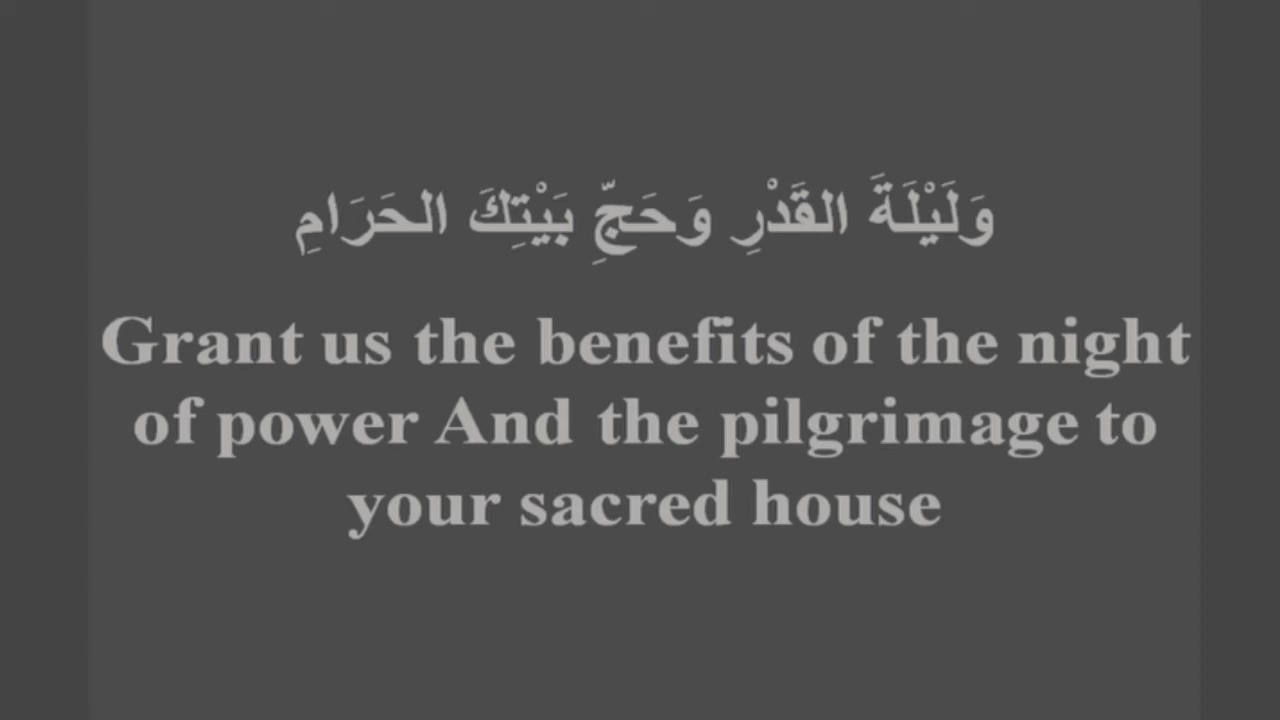 وَلَيْلَةَ القَدْرِ وَحَجِّ بَيْتِكَ الحَرَامِ
Grant us the benefits of the night
of power And the pilgrimage to
your sacred house